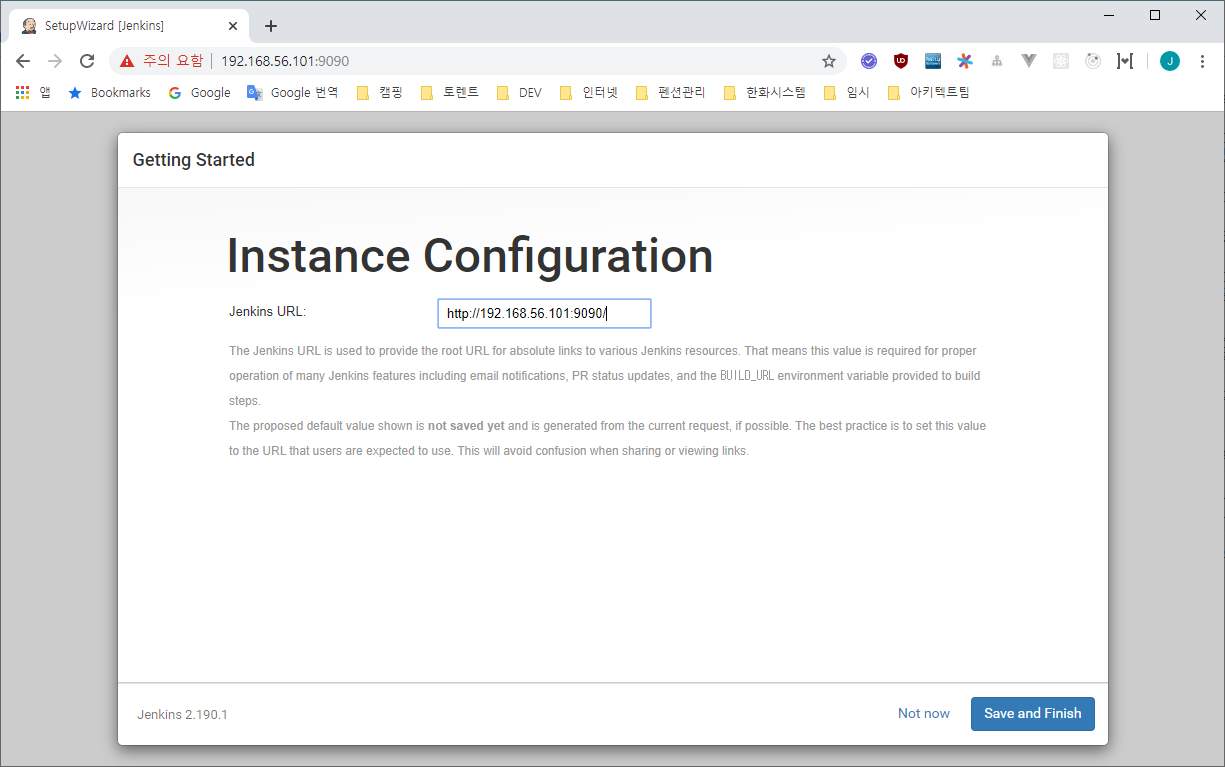 SetupWizard [Jenkins]
주의 요함 | 192.168.56.101:9090
앱 Bookmarks Google Google 번역 캠핑 토렌트 DEV 인터넷 펜션관리 한화시스템 임시 아키텍트팀
Getting Started
Instance Configuration
Jenkins URL: http://192.168.56.101:9090/
The Jenkins URL is used to provide the root URL for absolute links to various Jenkins resources. That means this value is required for proper
operation of many Jenkins features including email notifications, PR status updates, and the BUILD_URL environment variable provided to build
steps.
The proposed default value shown is not saved yet and is generated from the current request, if possible. The best practice is to set this value
to the URL that users are expected to use. This will avoid confusion when sharing or viewing links.
Jenkins 2.190.1 Not now Save and Finish